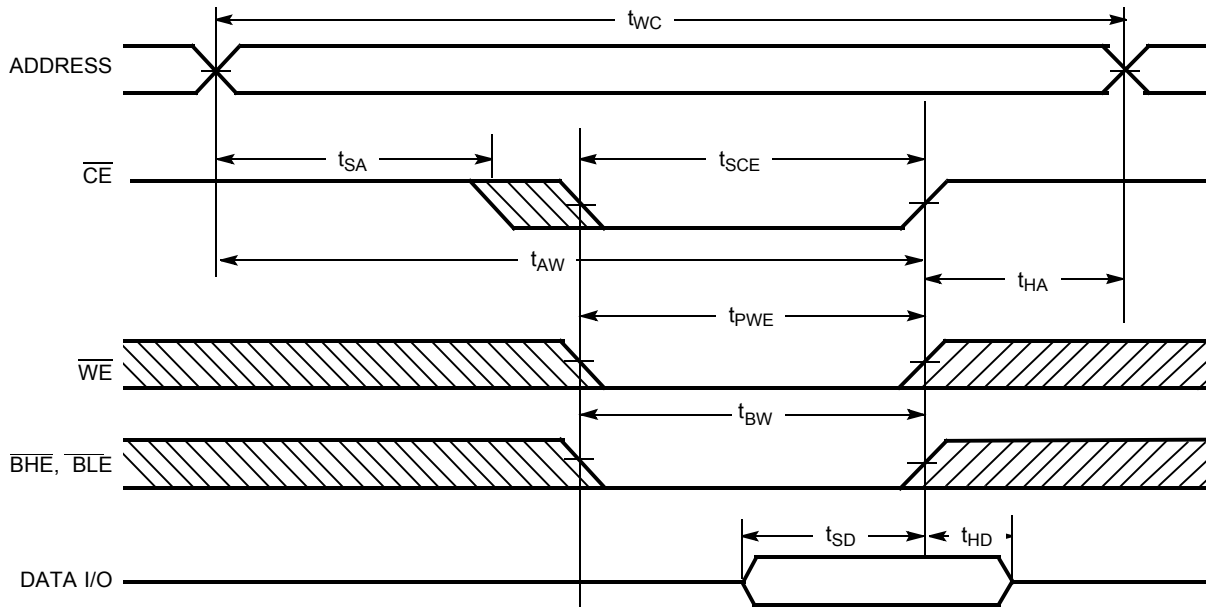 tWC
ADDRESS
tSA
tSCE
CE
tAW
tHA
tPWE
WE
tBW
BHE, BLE
tSD
tHD
DATA I/O